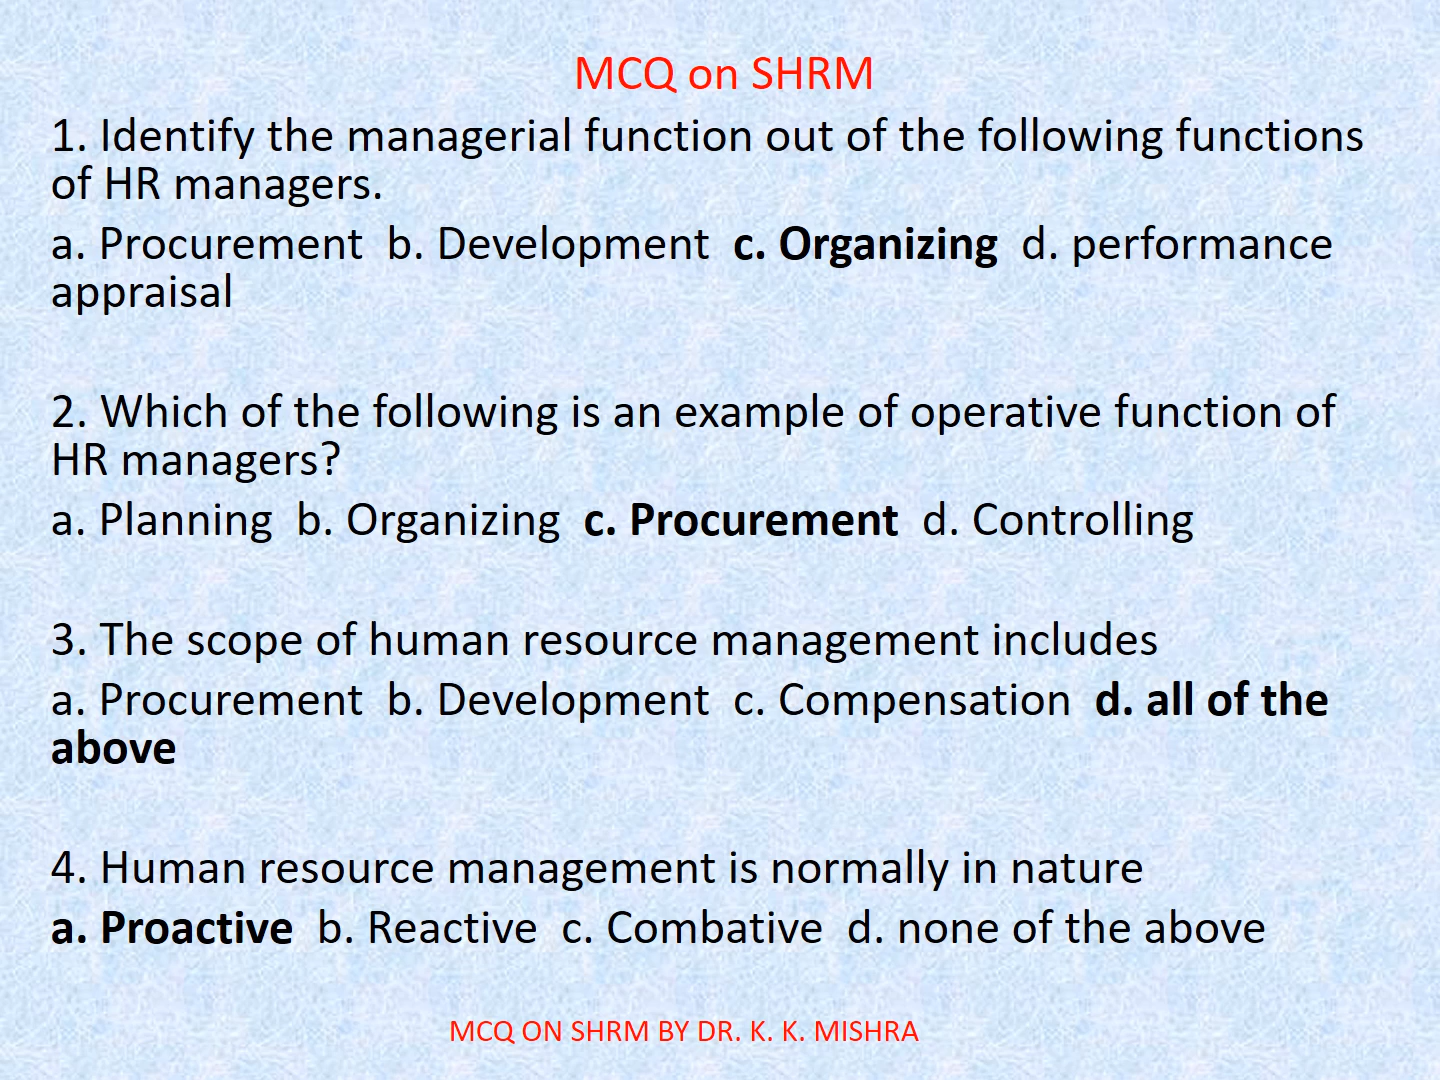 MCQ on SHRM
1. Identify the managerial function out of the following functions
of HR managers.
a. Procurement  b. Development  c. Organizing  d. performance
appraisal
2. Which of the following is an example of operative function of
HR managers?
a. Planning  b. Organizing  c. Procurement  d. Controlling
3. The scope of human resource management includes
a. Procurement  b. Development  c. Compensation  d. all of the
above
4. Human resource management is normally in nature
a. Proactive  b. Reactive  c. Combative  d. none of the above
MCQ ON SHRM BY DR. K. K. MISHRA